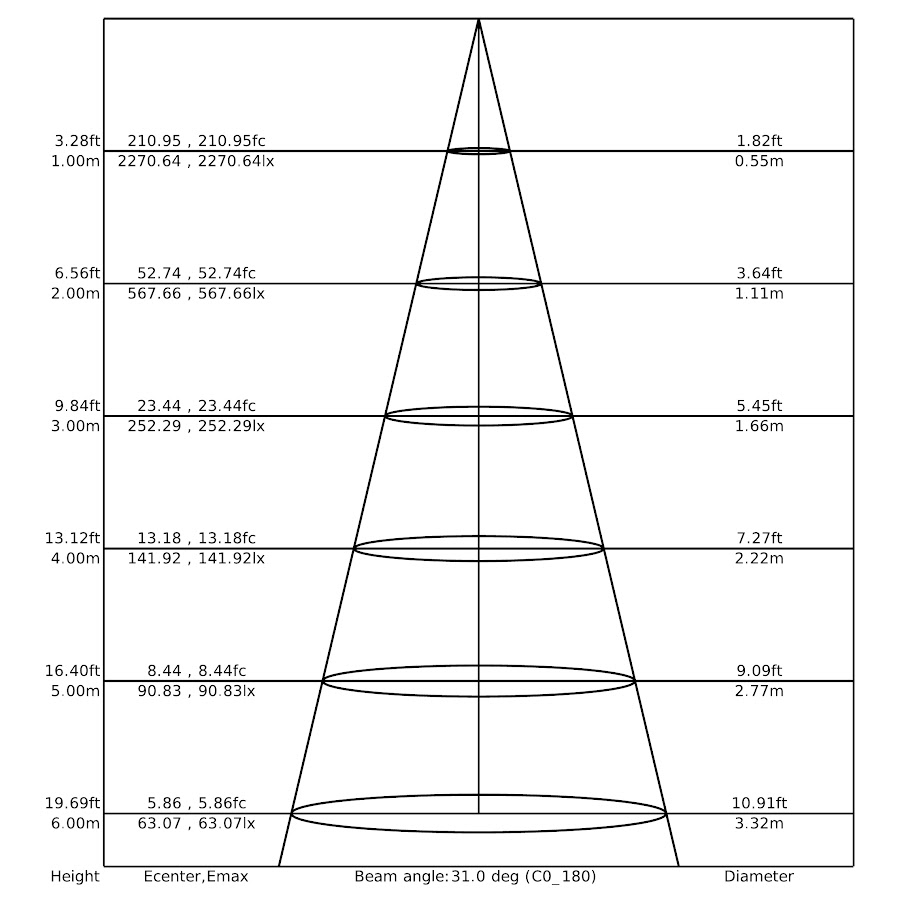 3.28ft 210.95 , 210.95fc 1.82ft
1.00m 2270.64 , 2270.64lx 0.55m
6.56ft 52.74 , 52.74fc 3.64ft
2.00m 567.66 , 567.66lx 1.11m
9.84ft 23.44 , 23.44fc 5.45ft
3.00m 252.29 , 252.29lx 1.66m
13.12ft 13.18 , 13.18fc 7.27ft
4.00m 141.92 , 141.92lx 2.22m
16.40ft 8.44 , 8.44fc 9.09ft
5.00m 90.83 , 90.83lx 2.77m
19.69ft 5.86 , 5.86fc 10.91ft
6.00m 63.07 , 63.07lx 3.32m
Height Ecenter,Emax Beam angle:31.0 deg (C0_180) Diameter